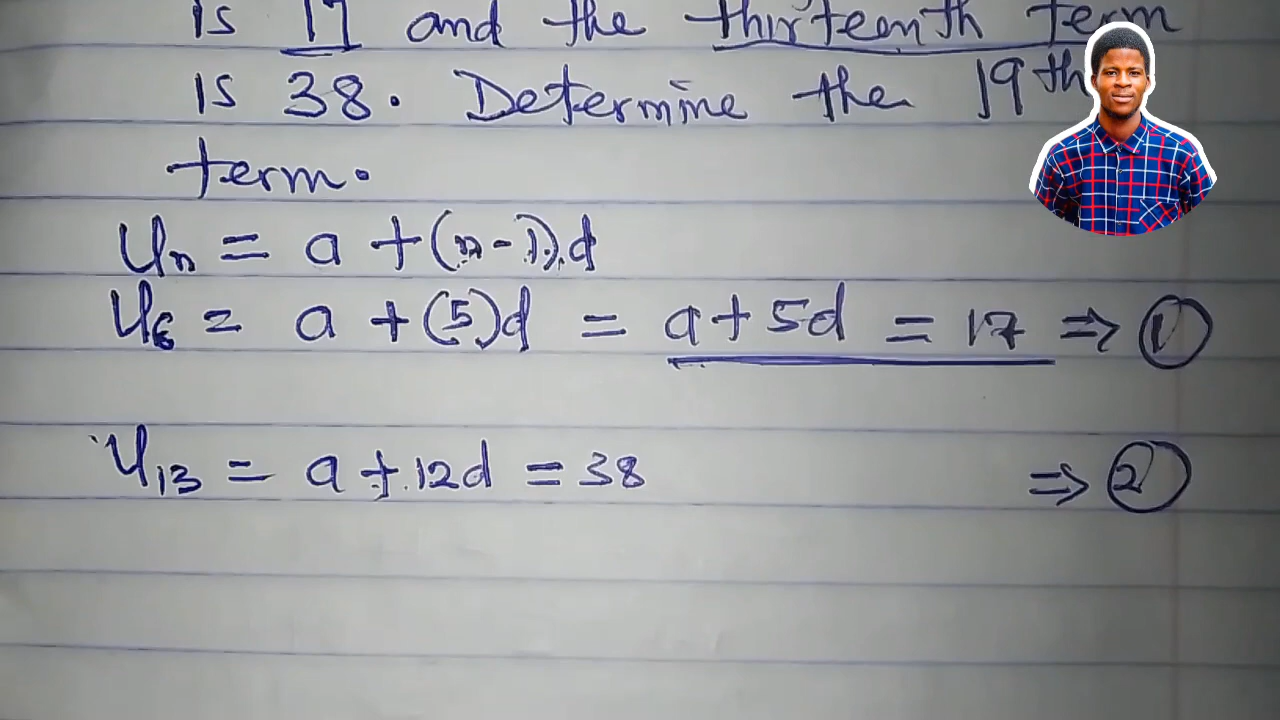 is 17 and the thirteenth term
is 38. Determine the 19th
term.
Un = a + (n-1)d
U6 = a + (5)d = a + 5d = 17 ⇒ ①
U13 = a + 12d = 38 ⇒ ②